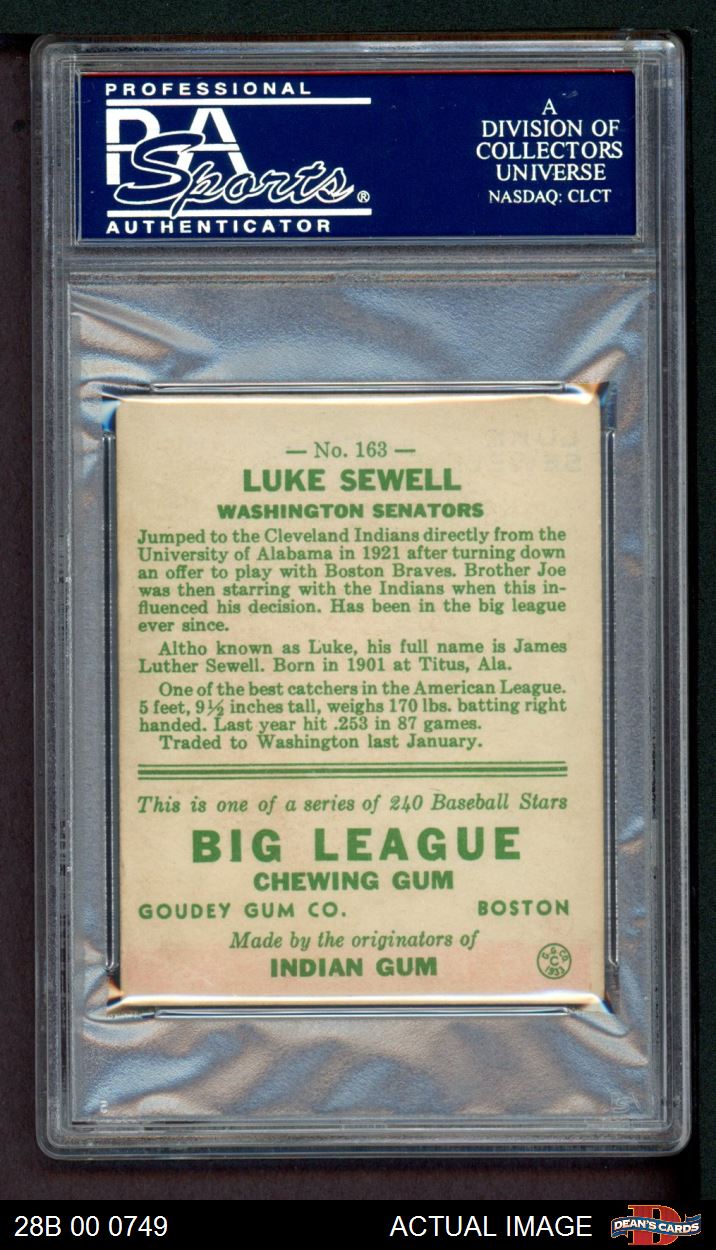 PROFESSIONAL
PSA
Sports®
AUTHENTICATOR
A
DIVISION OF
COLLECTORS
UNIVERSE
NASDAQ: CLCT
— No. 163 —
LUKE SEWELL
WASHINGTON SENATORS
Jumped to the Cleveland Indians directly from the
University of Alabama in 1921 after turning down
an offer to play with Boston Braves. Brother Joe
was then starring with the Indians when this in-
fluenced his decision. Has been in the big league
ever since.
Altho known as Luke, his full name is James
Luther Sewell. Born in 1901 at Titus, Ala.
One of the best catchers in the American League.
5 feet, 9½ inches tall, weighs 170 lbs. batting right
handed. Last year hit .253 in 87 games.
Traded to Washington last January.
This is one of a series of 240 Baseball Stars
BIG LEAGUE
CHEWING GUM
GOUDEY GUM CO. BOSTON
Made by the originators of
INDIAN GUM
G. G. CO.
C
1933
28B 00 0749
ACTUAL IMAGE
D
DEAN'S CARDS